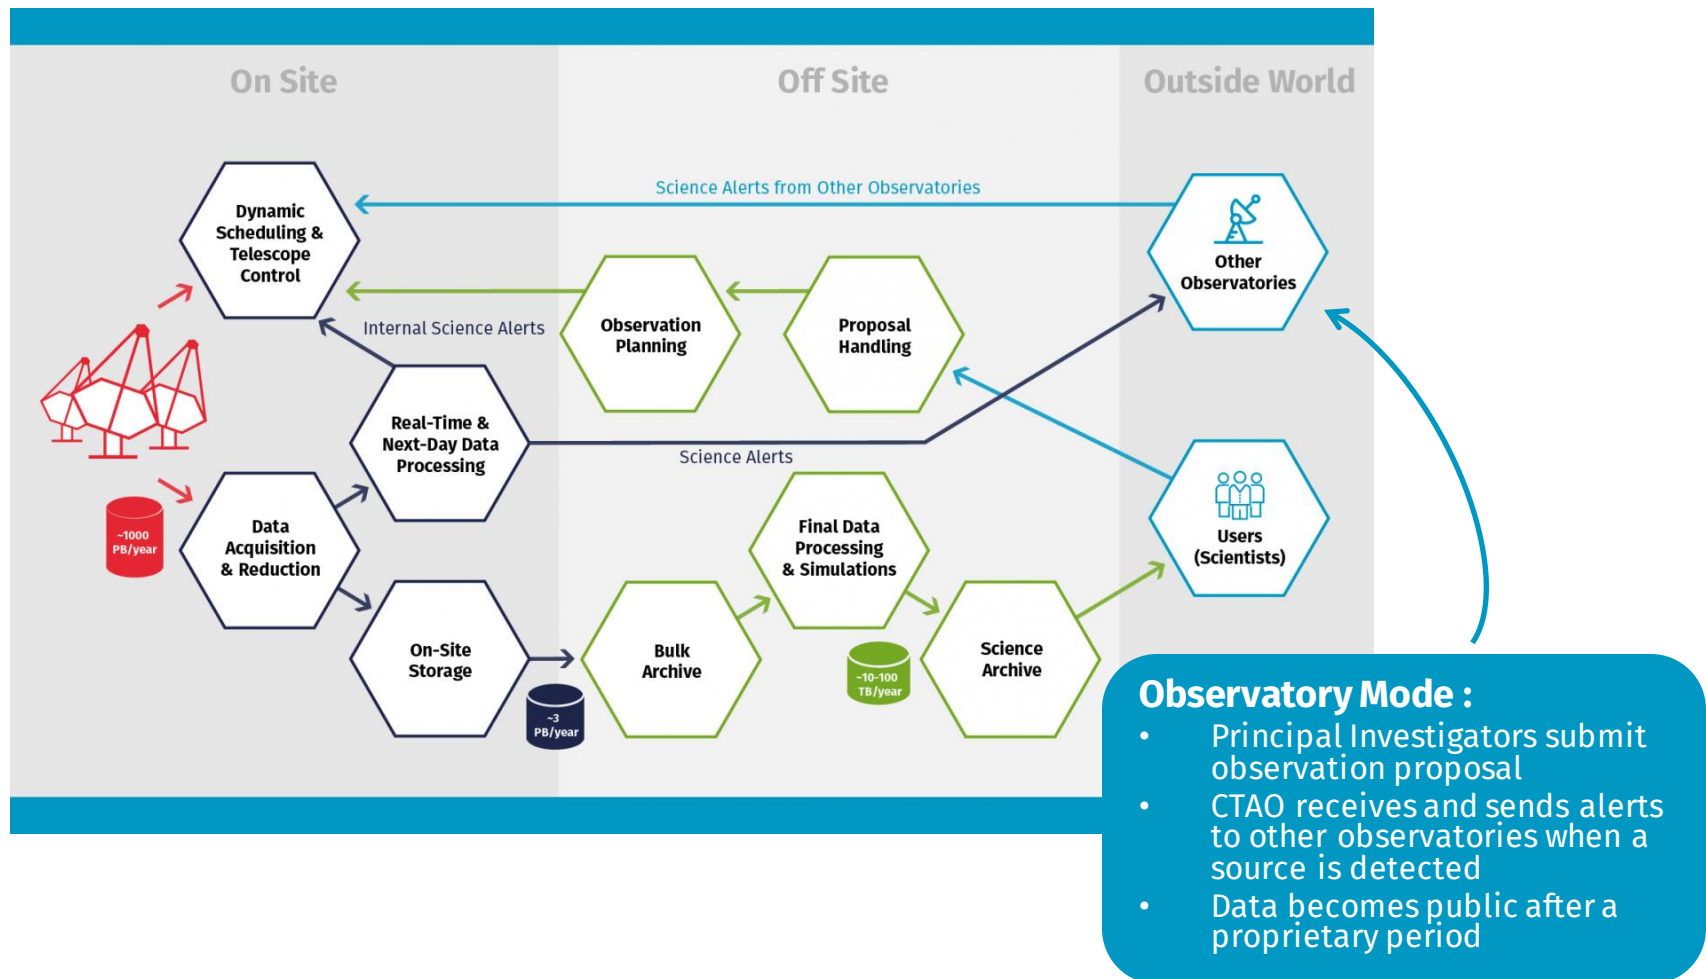 On Site
Off Site
Outside World
Science Alerts from Other Observatories
Dynamic
Scheduling &
Telescope
Control
Other
Observatories
Internal Science Alerts
Observation
Planning
Proposal
Handling
Real-Time &
Next-Day Data
Processing
Science Alerts
~1000
PB/year
Data
Acquisition
& Reduction
Final Data
Processing
& Simulations
Users
(Scientists)
On-Site
Storage
~3
PB/year
Bulk
Archive
~10-100
TB/year
Science
Archive
Observatory Mode :
• Principal Investigators submit
observation proposal
• CTAO receives and sends alerts
to other observatories when a
source is detected
• Data becomes public after a
proprietary period